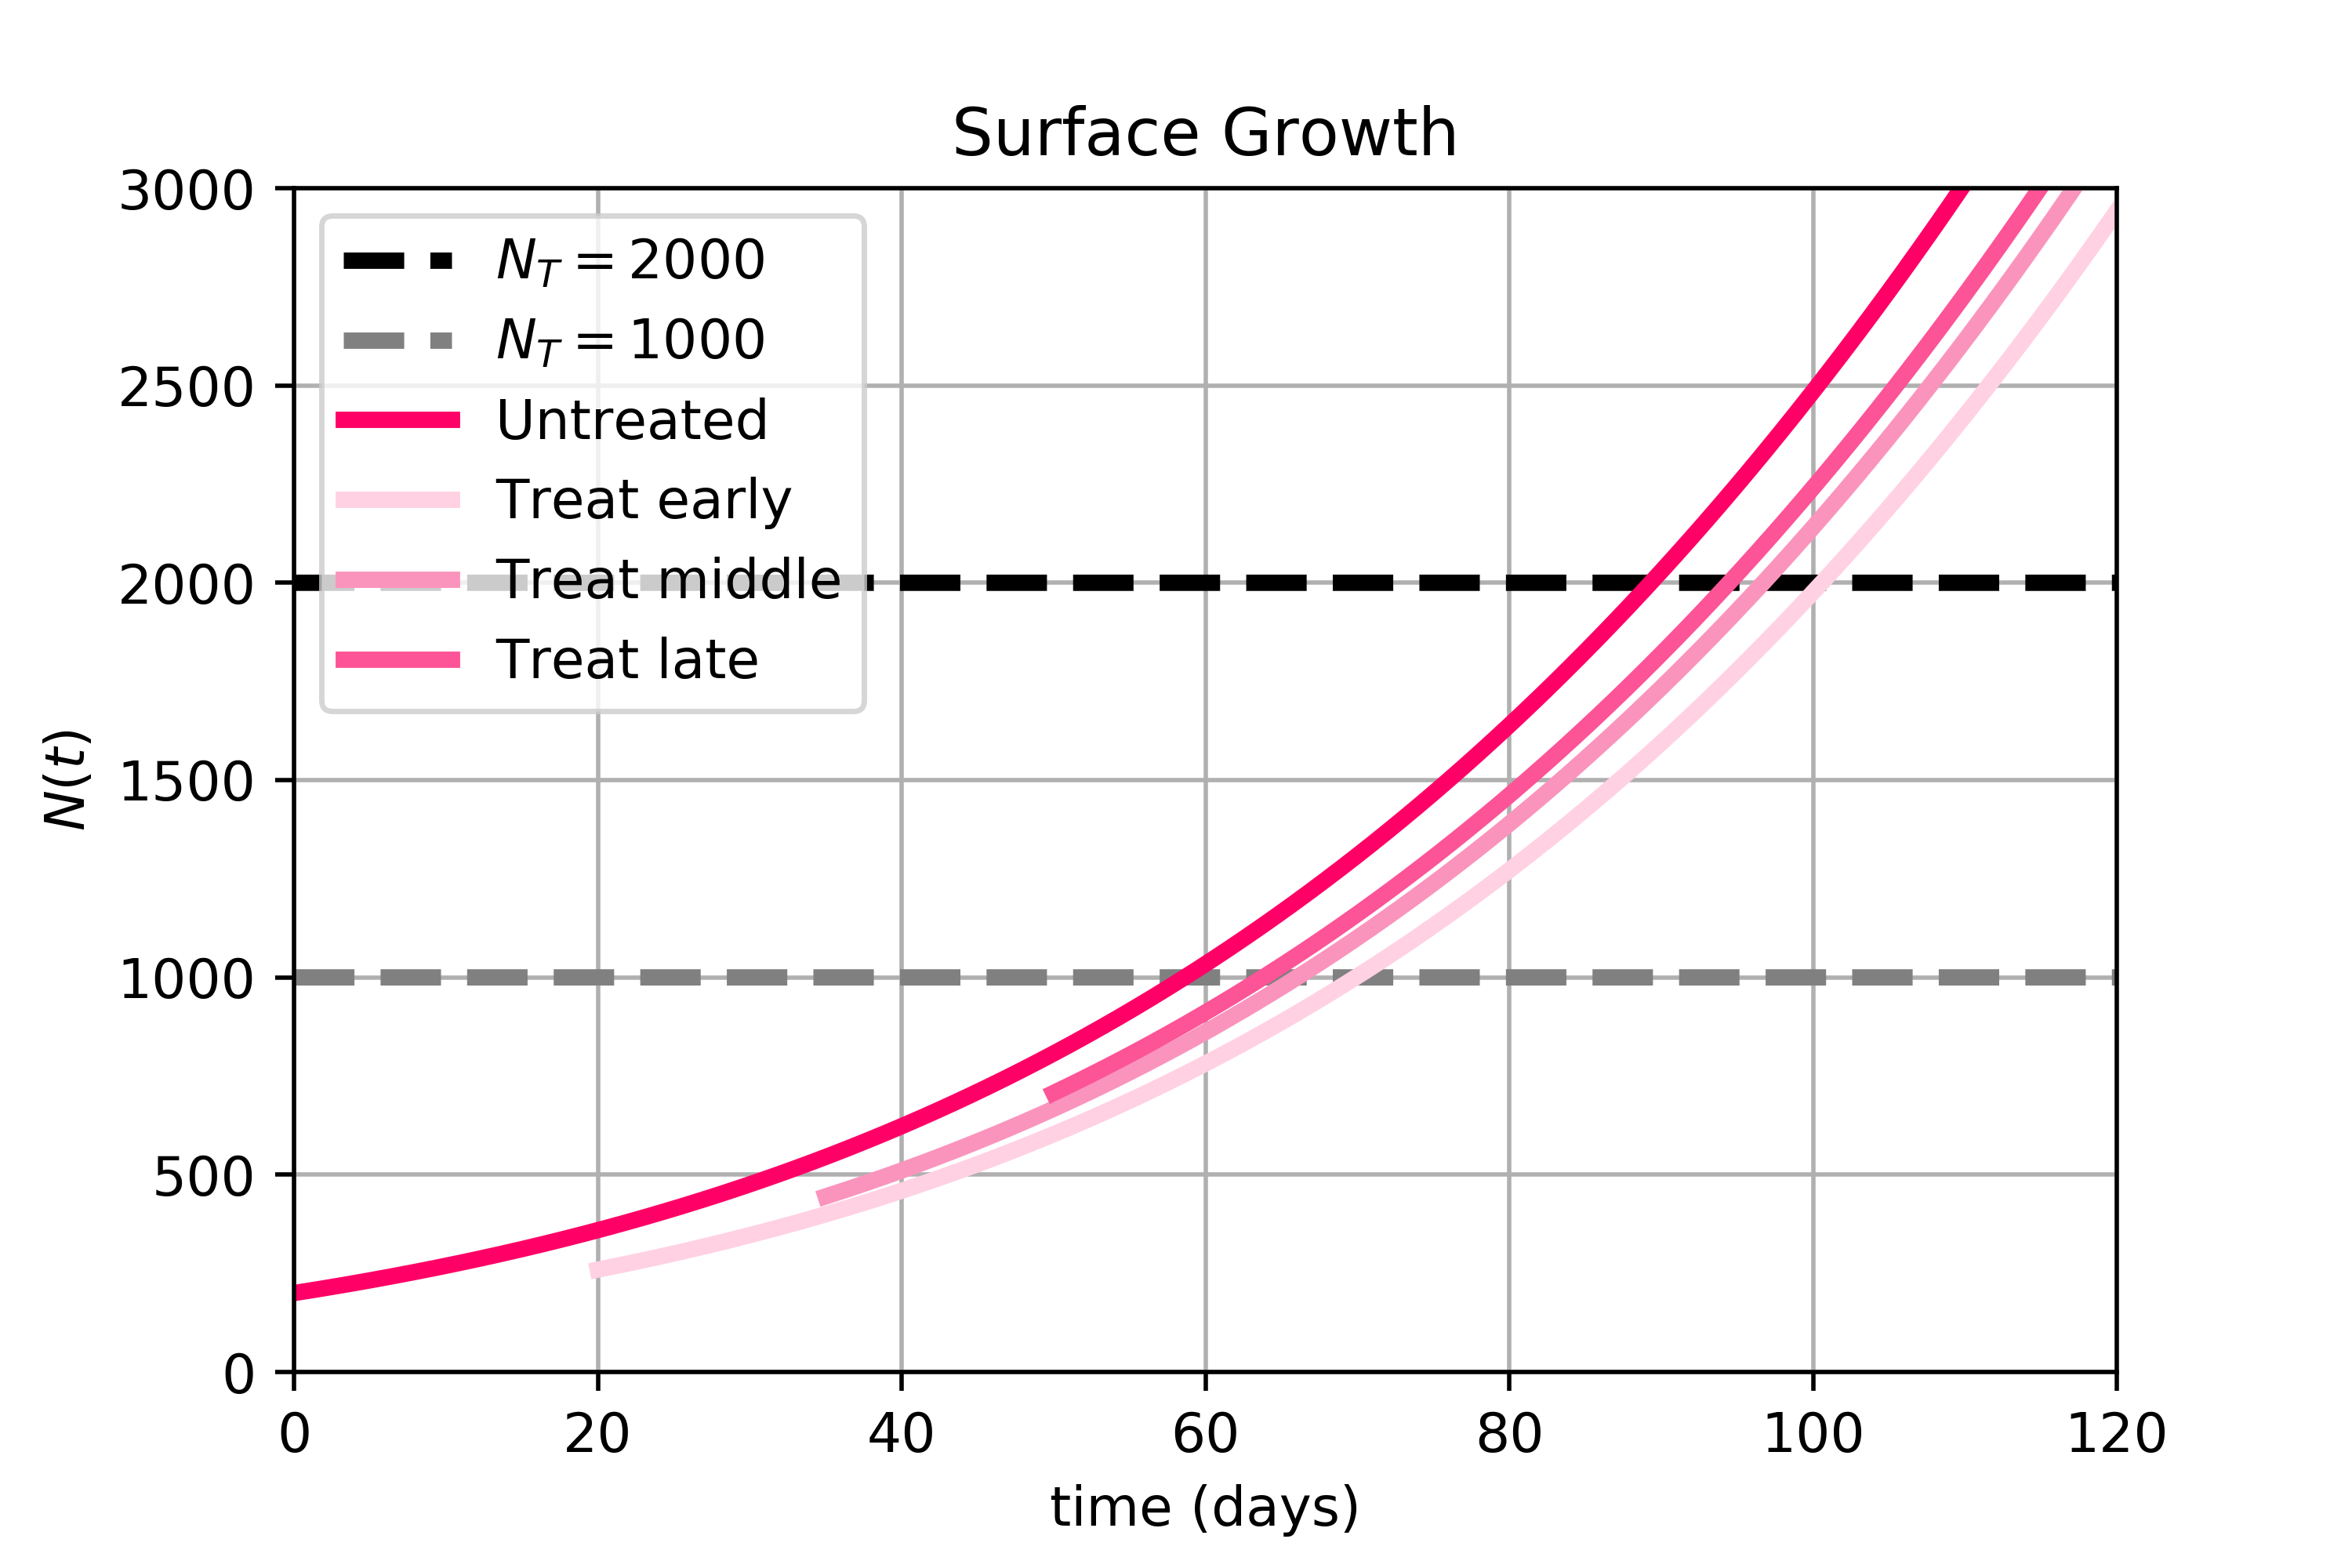 Surface Growth
3000
2500
2000
1500
1000
500
0
N(t)
N_T = 2000
N_T = 1000
Untreated
Treat early
Treat middle
Treat late
0 20 40 60 80 100 120
time (days)